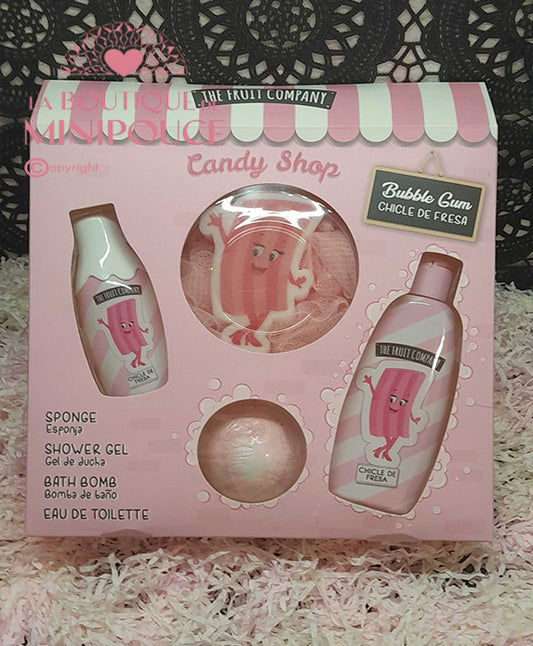 LA BOUTIQUE DE
MINIPOUCE
©opyright
THE FRUIT COMPANY
Candy Shop
Bubble Gum
CHICLE DE FRESA
THE FRUIT COMPANY
CHICLE DE
FRESA
THE FRUIT COMPANY
CHICLE DE
FRESA
SPONGE
Esponja
SHOWER GEL
Gel de ducha
BATH BOMB
Bomba de baño
EAU DE TOILETTE